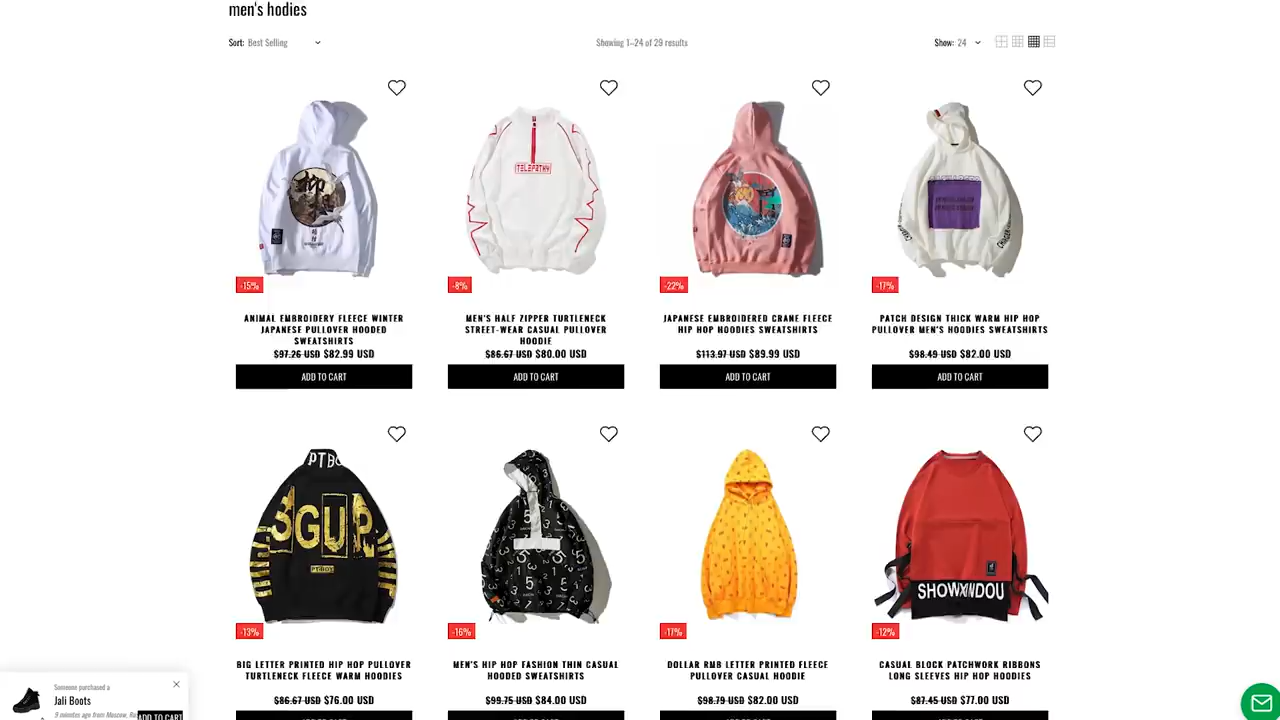 men's hodies
Sort: Best Selling
Showing 1–24 of 29 results
Show: 24
TELEPATHY
-15%
-8%
-22%
-17%
ANIMAL EMBROIDERY FLEECE WINTER
JAPANESE PULLOVER HOODED
SWEATSHIRTS
$97.26 USD $82.99 USD
ADD TO CART
MEN'S HALF ZIPPER TURTLENECK
STREET-WEAR CASUAL PULLOVER
HOODIE
$86.67 USD $80.00 USD
ADD TO CART
JAPANESE EMBROIDERED CRANE FLEECE
HIP HOP HOODIES SWEATSHIRTS
$113.97 USD $89.99 USD
ADD TO CART
PATCH DESIGN THICK WARM HIP HOP
PULLOVER MEN'S HOODIES SWEATSHIRTS
$98.49 USD $82.00 USD
ADD TO CART
SHOWXINDOU
-13%
-16%
-17%
-12%
BIG LETTER PRINTED HIP HOP PULLOVER
TURTLENECK FLEECE WARM HOODIES
$86.67 USD $76.00 USD
MEN'S HIP HOP FASHION THIN CASUAL
HOODED SWEATSHIRTS
$99.75 USD $84.00 USD
DOLLAR RMB LETTER PRINTED FLEECE
PULLOVER CASUAL HOODIE
$98.79 USD $82.00 USD
CASUAL BLOCK PATCHWORK RIBBONS
LONG SLEEVES HIP HOP HOODIES
$87.45 USD $77.00 USD
Someone purchased a
Jali Boots
9 minutes ago from Moscow,
ADD TO CART